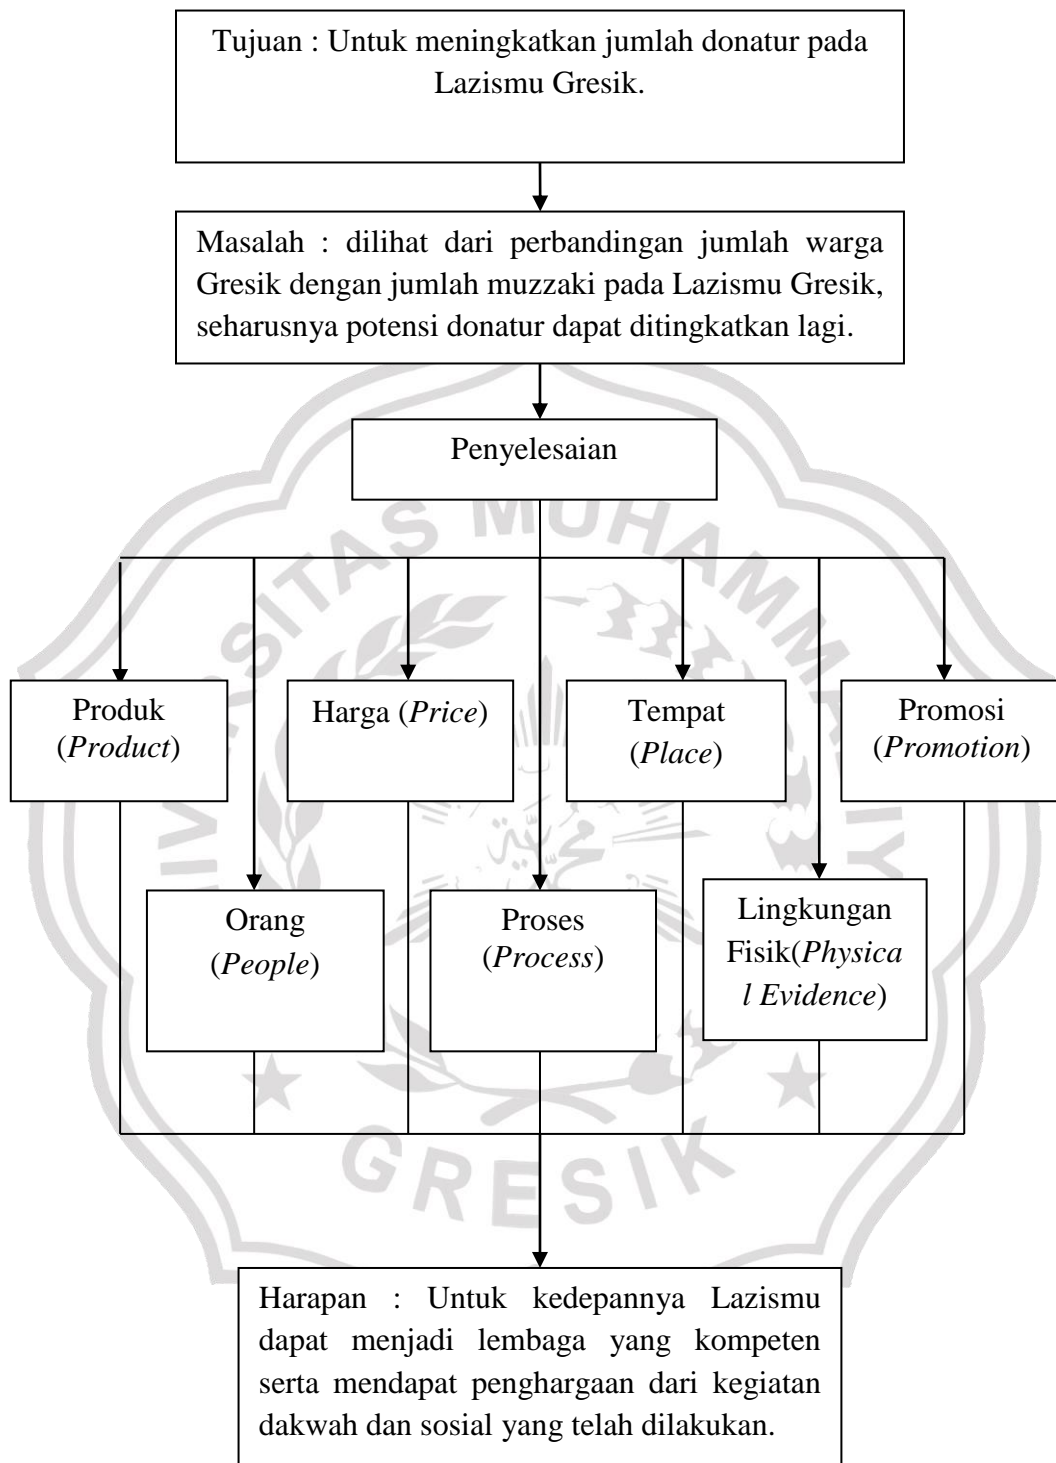 Tujuan : Untuk meningkatkan jumlah donatur pada
Lazismu Gresik.
Masalah : dilihat dari perbandingan jumlah warga
Gresik dengan jumlah muzzaki pada Lazismu Gresik,
seharusnya potensi donatur dapat ditingkatkan lagi.
Penyelesaian
Produk
(Product)
Harga (Price)
Tempat
(Place)
Promosi
(Promotion)
Orang
(People)
Proses
(Process)
Lingkungan
Fisik(Physica
l Evidence)
Harapan : Untuk kedepannya Lazismu
dapat menjadi lembaga yang kompeten
serta mendapat penghargaan dari kegiatan
dakwah dan sosial yang telah dilakukan.
GRESIK